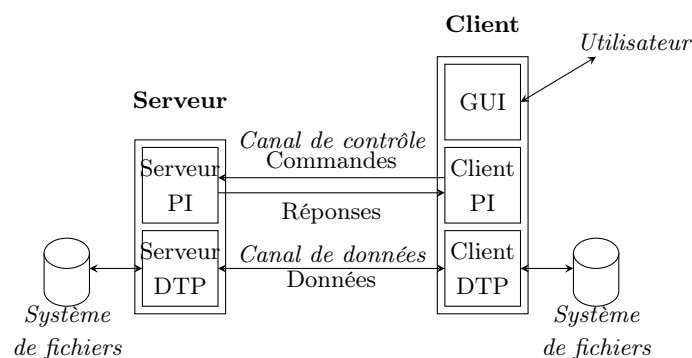 Client
Utilisateur
GUI
Serveur
Canal de contrôle
Commandes
Serveur
PI
Client
PI
Réponses
Serveur
DTP
Canal de données
Données
Client
DTP
Système
de fichiers
Système
de fichiers